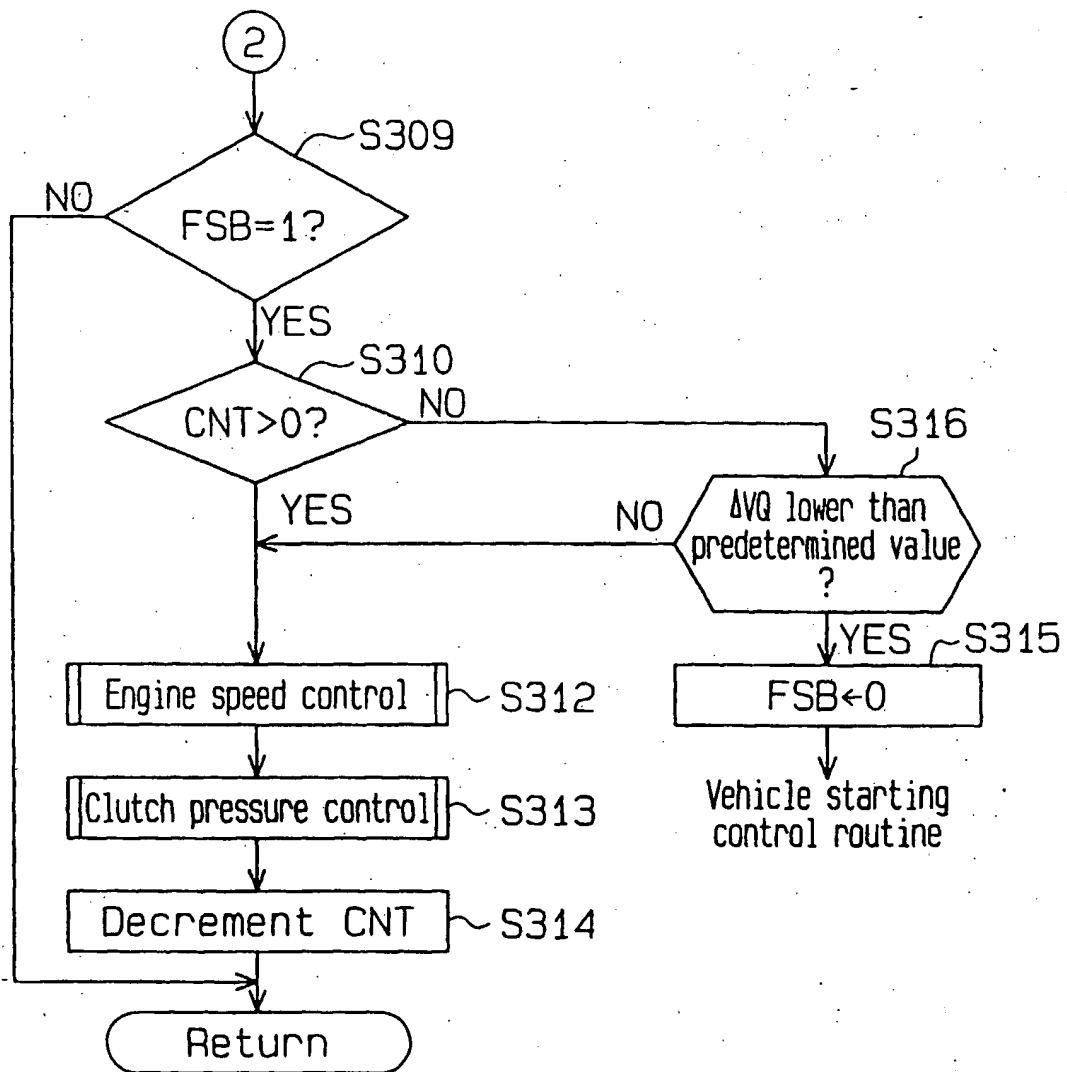 2
S309
NO
FSB=1?
YES
S310
CNT>0?
NO
S316
YES
NO
ΔVQ lower than
predetermined value
?
YES
S315
Engine speed control
S312
FSB←0
Clutch pressure control
S313
Vehicle starting
control routine
Decrement CNT
S314
Return